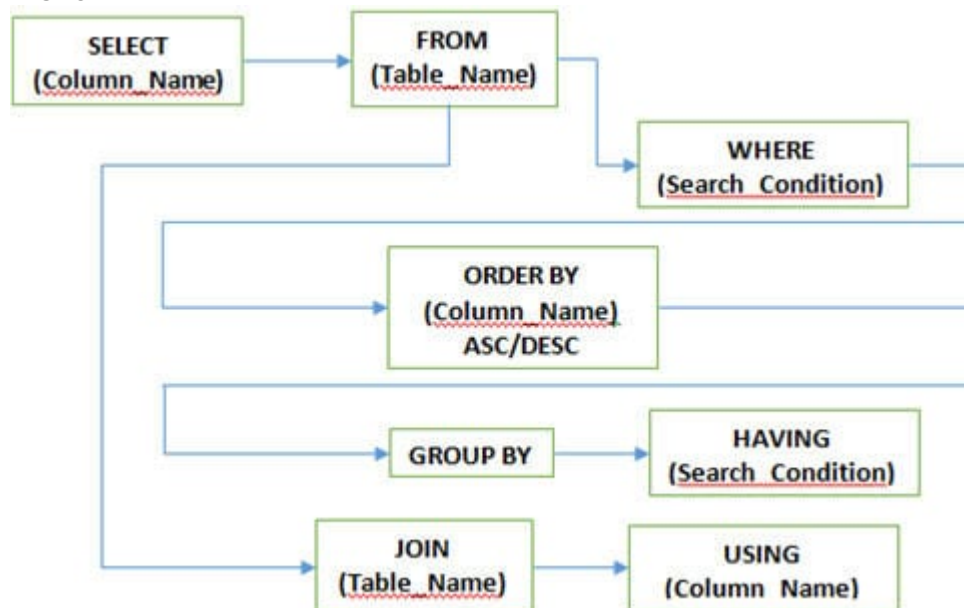 SELECT
(Column_Name)
FROM
(Table_Name)
WHERE
(Search_Condition)
ORDER BY
(Column_Name)
ASC/DESC
GROUP BY
HAVING
(Search_Condition)
JOIN
(Table_Name)
USING
(Column_Name)